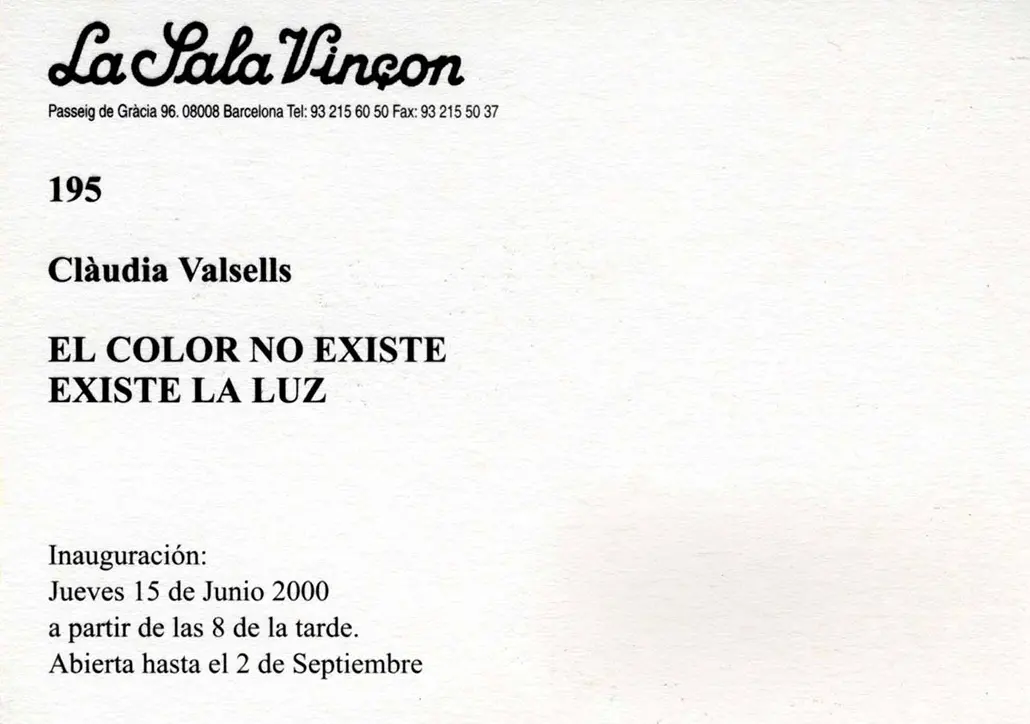 La Sala Vinçon
Passeig de Gràcia 96. 08008 Barcelona Tel: 93 215 60 50 Fax: 93 215 50 37
195
Clàudia Valsells
EL COLOR NO EXISTE
EXISTE LA LUZ
Inauguración:
Jueves 15 de Junio 2000
a partir de las 8 de la tarde.
Abierta hasta el 2 de Septiembre